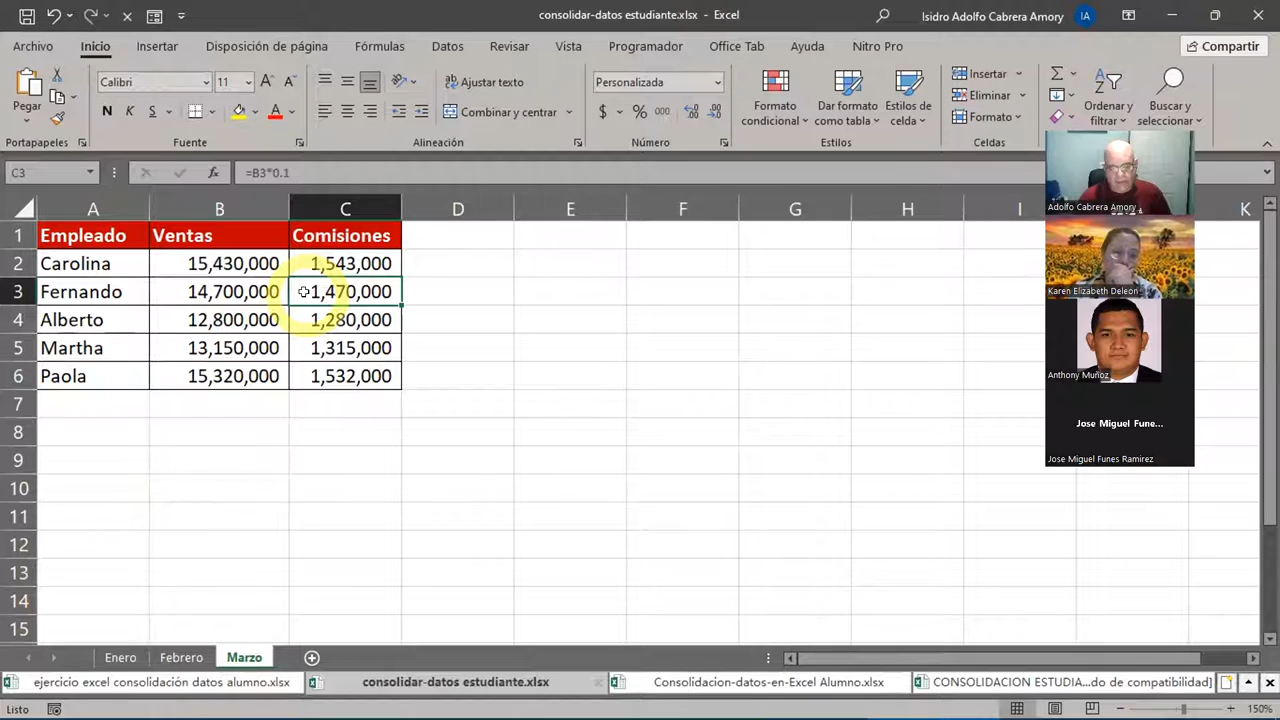 consolidar-datos estudiante.xlsx - Excel
Isidro Adolfo Cabrera Amory
IA
Archivo Inicio Insertar Disposición de página Fórmulas Datos Revisar Vista Programador Office Tab Ayuda Nitro Pro
Compartir
Pegar
Calibri 11
N K S
Ajustar texto
Combinar y centrar
Personalizada
$ % 000
Formato condicional
Dar formato como tabla
Estilos de celda
Insertar
Eliminar
Formato
Ordenar y filtrar
Buscar y seleccionar
Portapapeles Fuente Alineación Número Estilos Celdas
C3 fx =B3*0.1
A B C D E F G H I K
1 Empleado Ventas Comisiones
2 Carolina 15,430,000 1,543,000
3 Fernando 14,700,000 1,470,000
4 Alberto 12,800,000 1,280,000
5 Martha 13,150,000 1,315,000
6 Paola 15,320,000 1,532,000
7
8
9
10
11
12
13
14
15
Adolfo Cabrera Amory
Karen Elizabeth Deleon
Anthony Muñoz
Jose Miguel Fune...
Jose Miguel Funes Ramirez
Enero Febrero Marzo
ejercicio excel consolidación datos alumno.xlsx
consolidar-datos estudiante.xlsx
Consolidacion-datos-en-Excel Alumno.xlsx
CONSOLIDACION ESTUDIA...do de compatibilidad]
Listo
150%